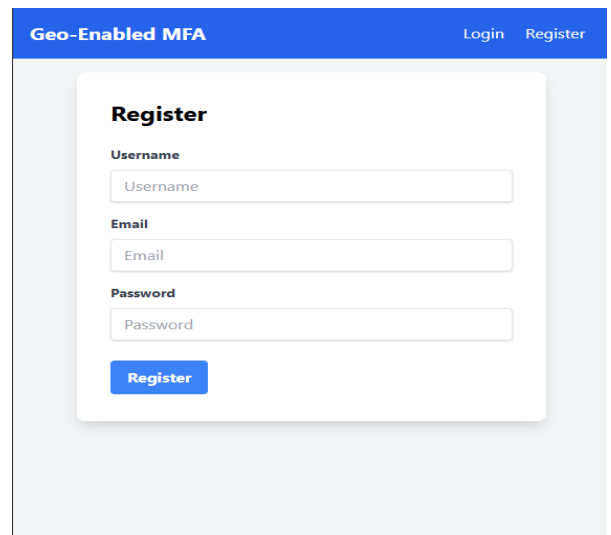 Geo-Enabled MFA Login Register
Register
Username
Username
Email
Email
Password
Password
Register